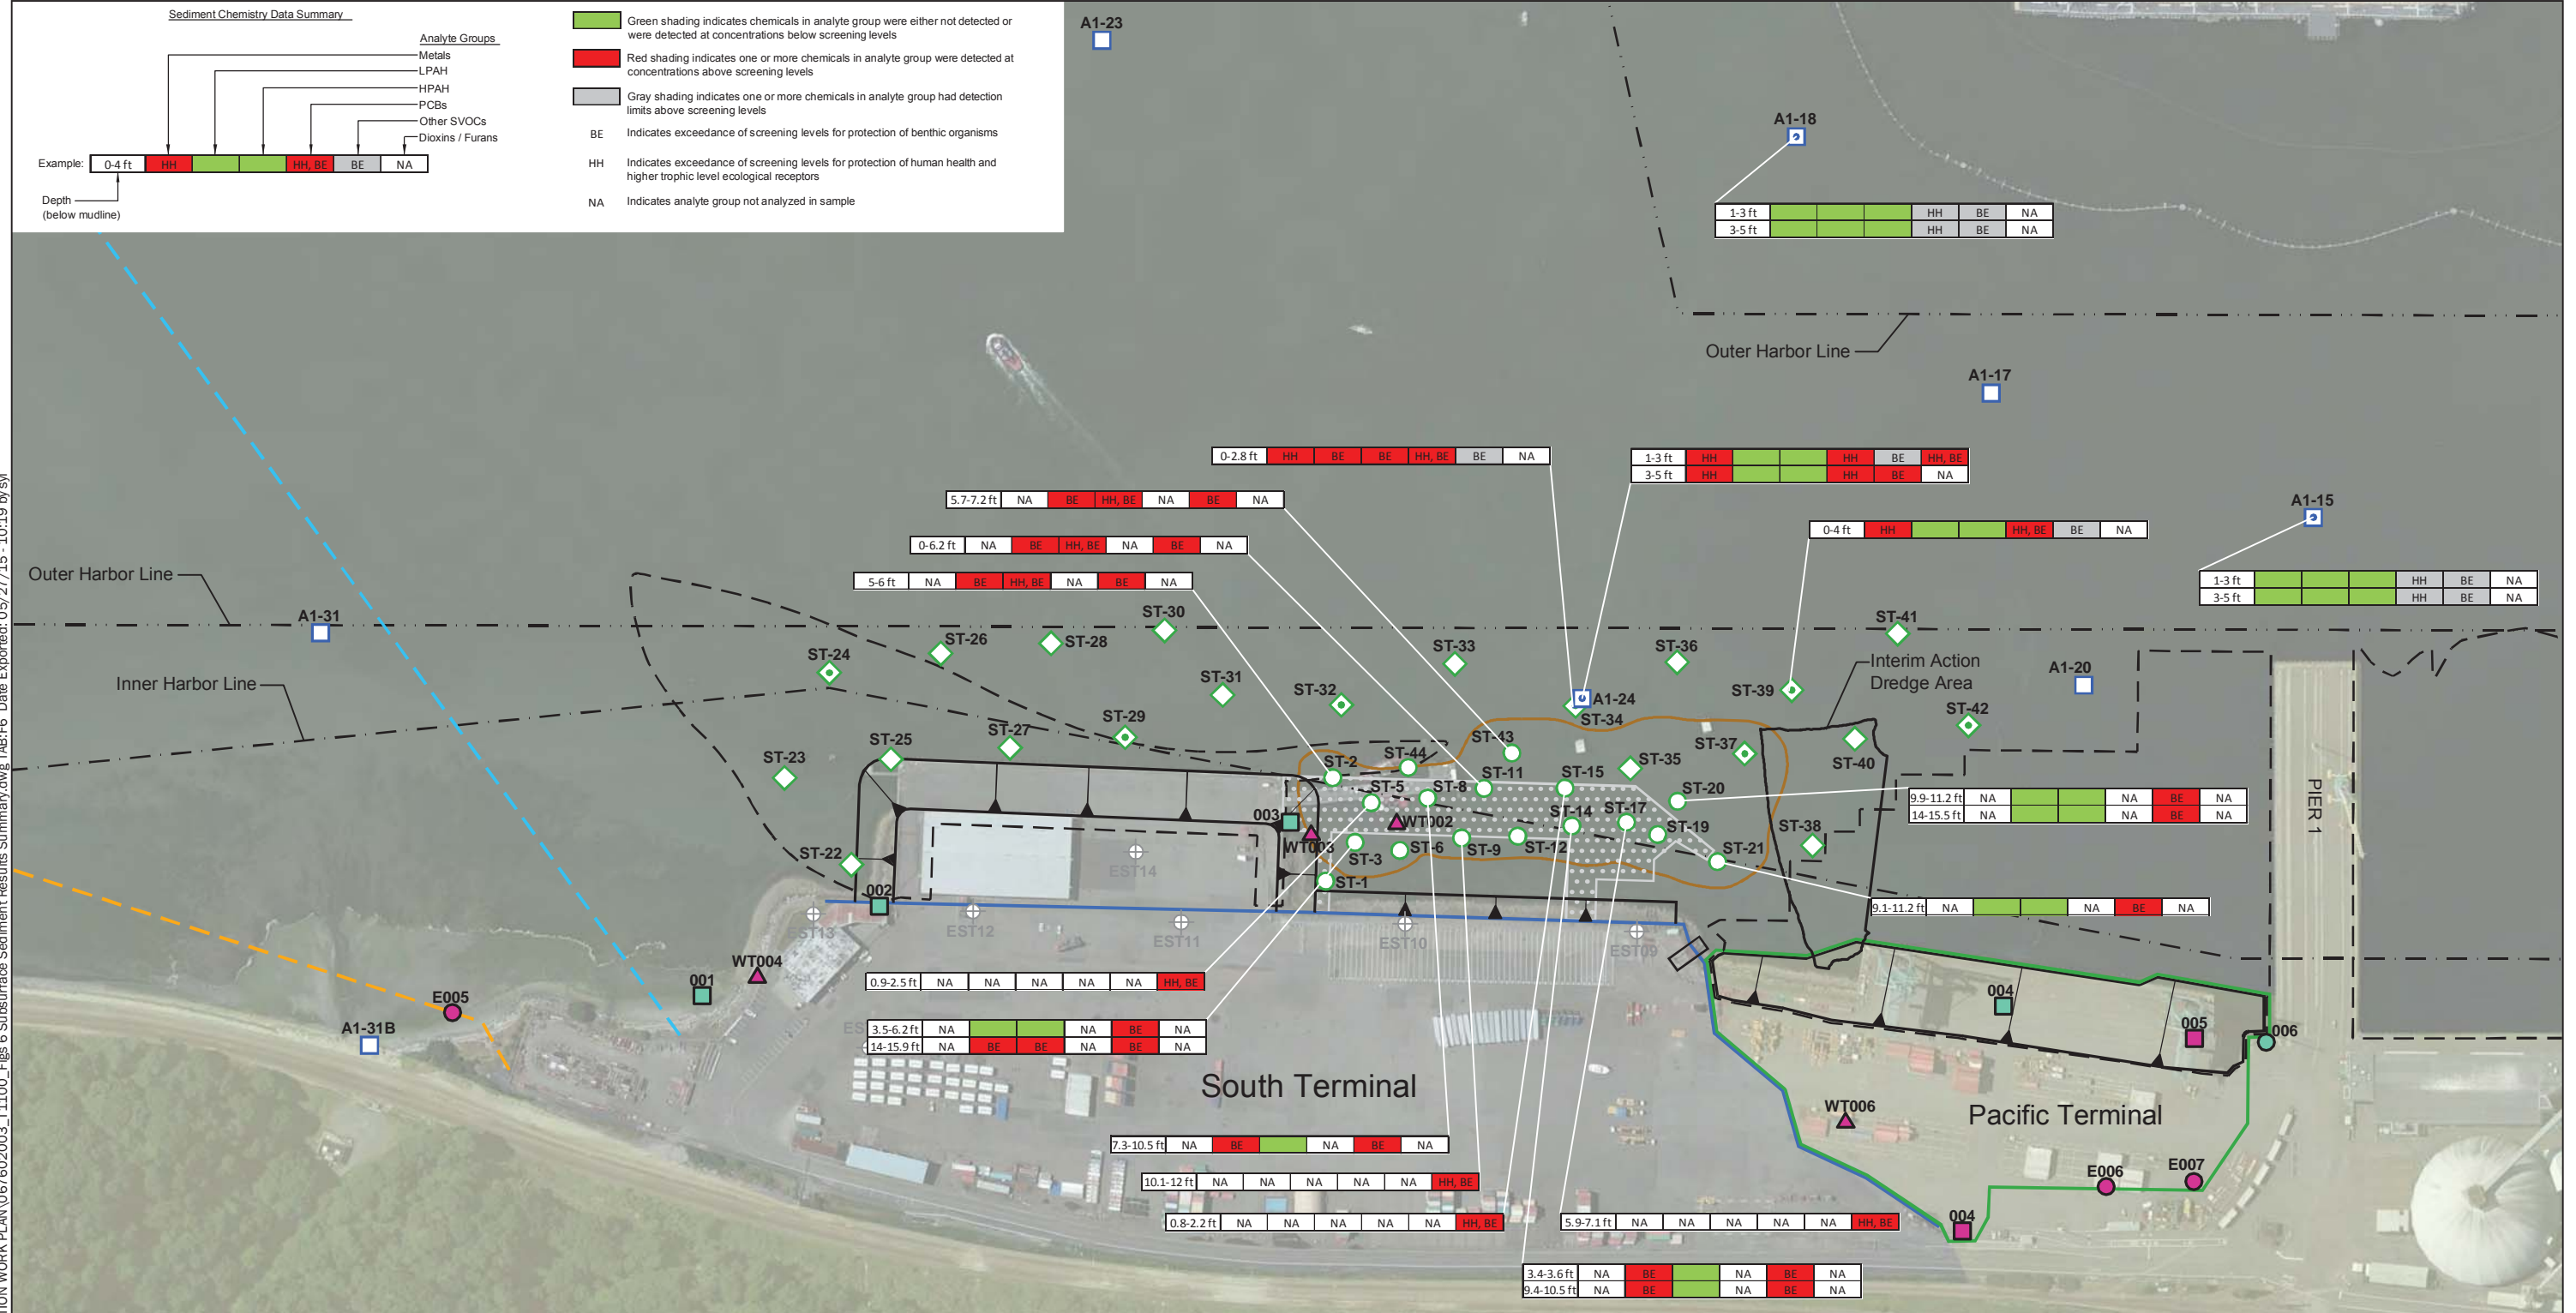 Sediment Chemistry Data Summary
Analyte Groups
Metals
LPAH
HPAH
PCBs
Other SVOCs
Dioxins / Furans
Example: 0-4 ft HH HH, BE BE NA
Depth
(below mudline)
Green shading indicates chemicals in analyte group were either not detected or
were detected at concentrations below screening levels
Red shading indicates one or more chemicals in analyte group were detected at
concentrations above screening levels
Gray shading indicates one or more chemicals in analyte group had detection
limits above screening levels
BE Indicates exceedance of screening levels for protection of benthic organisms
HH Indicates exceedance of screening levels for protection of human health and
higher trophic level ecological receptors
NA Indicates analyte group not analyzed in sample
A1-23
A1-18
1-3 ft HH BE NA
3-5 ft HH BE NA
Outer Harbor Line
A1-17
0-2.8 ft HH BE BE HH, BE BE NA
1-3 ft HH HH BE HH, BE
3-5 ft HH HH BE NA
5.7-7.2 ft NA BE HH, BE NA BE NA
A1-15
0-4 ft HH HH, BE BE NA
0-6.2 ft NA BE HH, BE NA BE NA
5-6 ft NA BE HH, BE NA BE NA
1-3 ft HH BE NA
3-5 ft HH BE NA
Outer Harbor Line
A1-31
Inner Harbor Line
ST-24
ST-26
ST-28
ST-30
ST-31
ST-32
ST-33
A1-24
ST-34
ST-36
ST-39
ST-41
Interim Action
Dredge Area
A1-20
ST-42
ST-23
ST-25
ST-27
ST-29
ST-2
ST-44
ST-43
ST-35
ST-37
ST-40
ST-5
ST-8
ST-11
ST-15
ST-20
9.9-11.2 ft NA NA BE NA
14-15.5 ft NA NA BE NA
PIER 1
003
WT003
WT002
ST-14
ST-17
ST-19
ST-38
ST-22
ST-3
ST-6
ST-9
ST-12
ST-21
EST14
ST-1
002
9.1-11.2 ft NA NA BE NA
EST13
EST12
EST11
EST10
EST09
WT004
001
E005
A1-31B
0.9-2.5 ft NA NA NA NA NA HH, BE
3.5-6.2 ft NA NA BE NA
14-15.9 ft NA BE BE NA BE NA
004
005
006
South Terminal
Pacific Terminal
WT006
7.3-10.5 ft NA BE NA BE NA
10.1-12 ft NA NA NA NA NA HH, BE
0.8-2.2 ft NA NA NA NA NA HH, BE
5.9-7.1 ft NA NA NA NA NA HH, BE
E006
E007
004
3.4-3.6 ft NA BE NA BE NA
9.4-10.5 ft NA BE NA BE NA